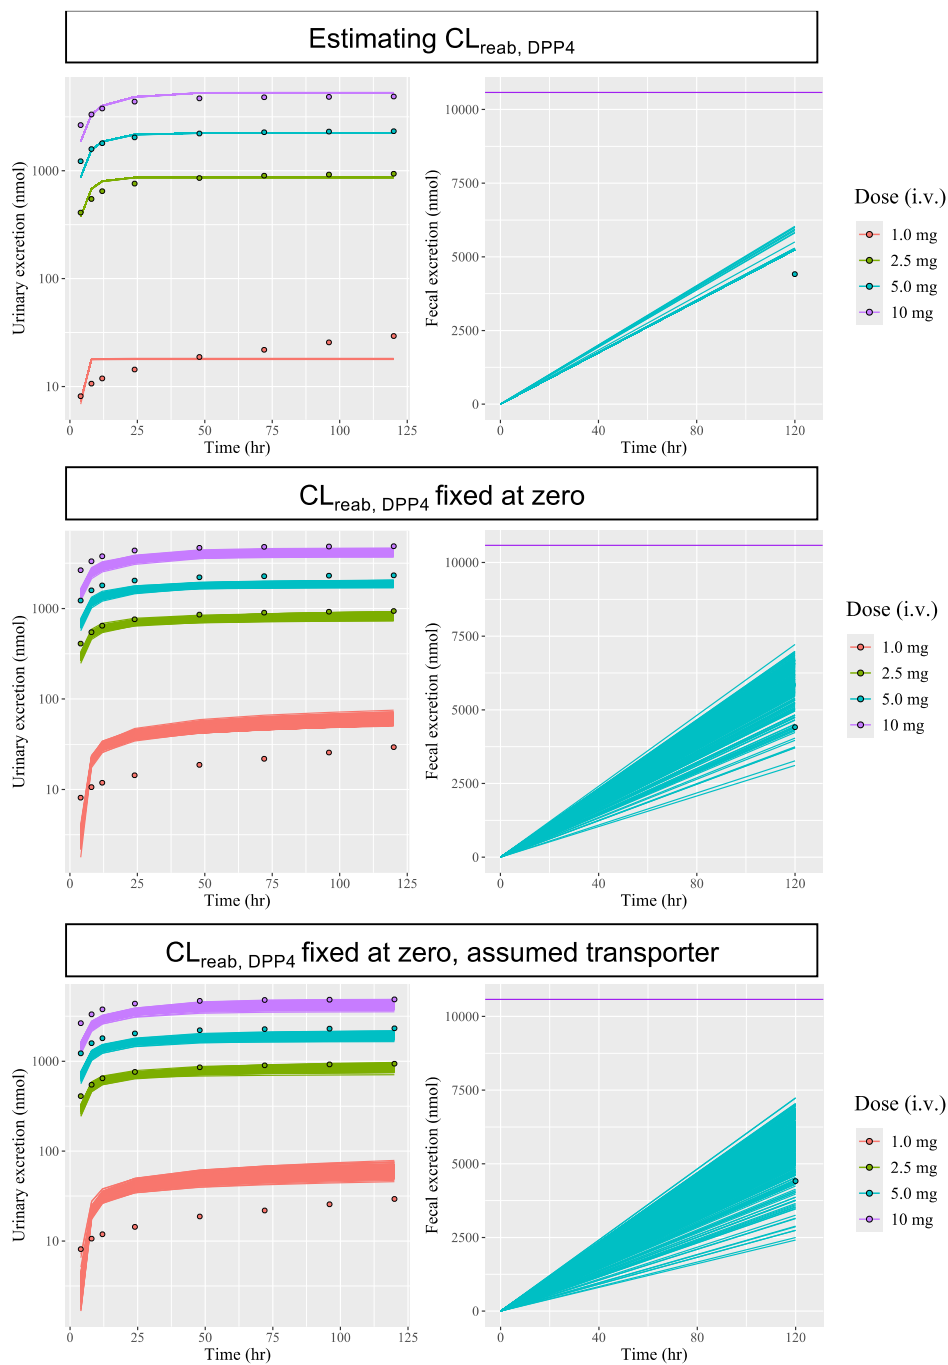 Estimating CLreab, DPP4
Urinary excretion (nmol)
1000
100
10
0 25 50 75 100 125
Time (hr)
Fecal excretion (nmol)
10000
7500
5000
2500
0
0 40 80 120
Time (hr)
Dose (i.v.)
1.0 mg
2.5 mg
5.0 mg
10 mg
CLreab, DPP4 fixed at zero
Urinary excretion (nmol)
1000
100
10
0 25 50 75 100 125
Time (hr)
Fecal excretion (nmol)
10000
7500
5000
2500
0
0 40 80 120
Time (hr)
Dose (i.v.)
1.0 mg
2.5 mg
5.0 mg
10 mg
CLreab, DPP4 fixed at zero, assumed transporter
Urinary excretion (nmol)
1000
100
10
0 25 50 75 100 125
Time (hr)
Fecal excretion (nmol)
10000
7500
5000
2500
0
0 40 80 120
Time (hr)
Dose (i.v.)
1.0 mg
2.5 mg
5.0 mg
10 mg